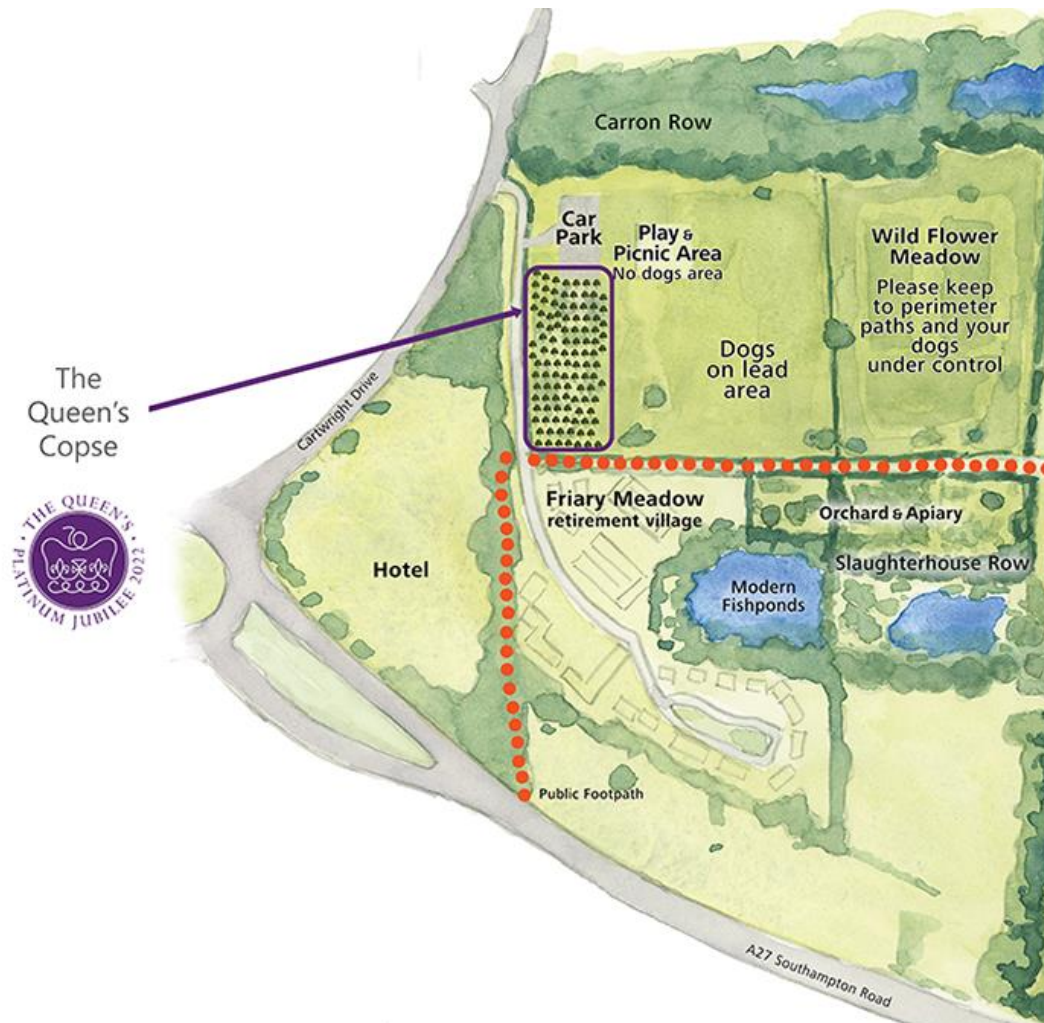 Carron Row
Car
Park
Play &
Picnic Area
No dogs area
Wild Flower
Meadow
Please keep
to perimeter
paths and your
dogs
under control
Dogs
on lead
area
The
Queen's
Copse
Cartwright Drive
THE QUEEN'S
PLATINUM JUBILEE 2022
70
Friary Meadow
retirement village
Orchard & Apiary
Slaughterhouse Row
Hotel
Modern
Fishponds
Public Footpath
A27 Southampton Road